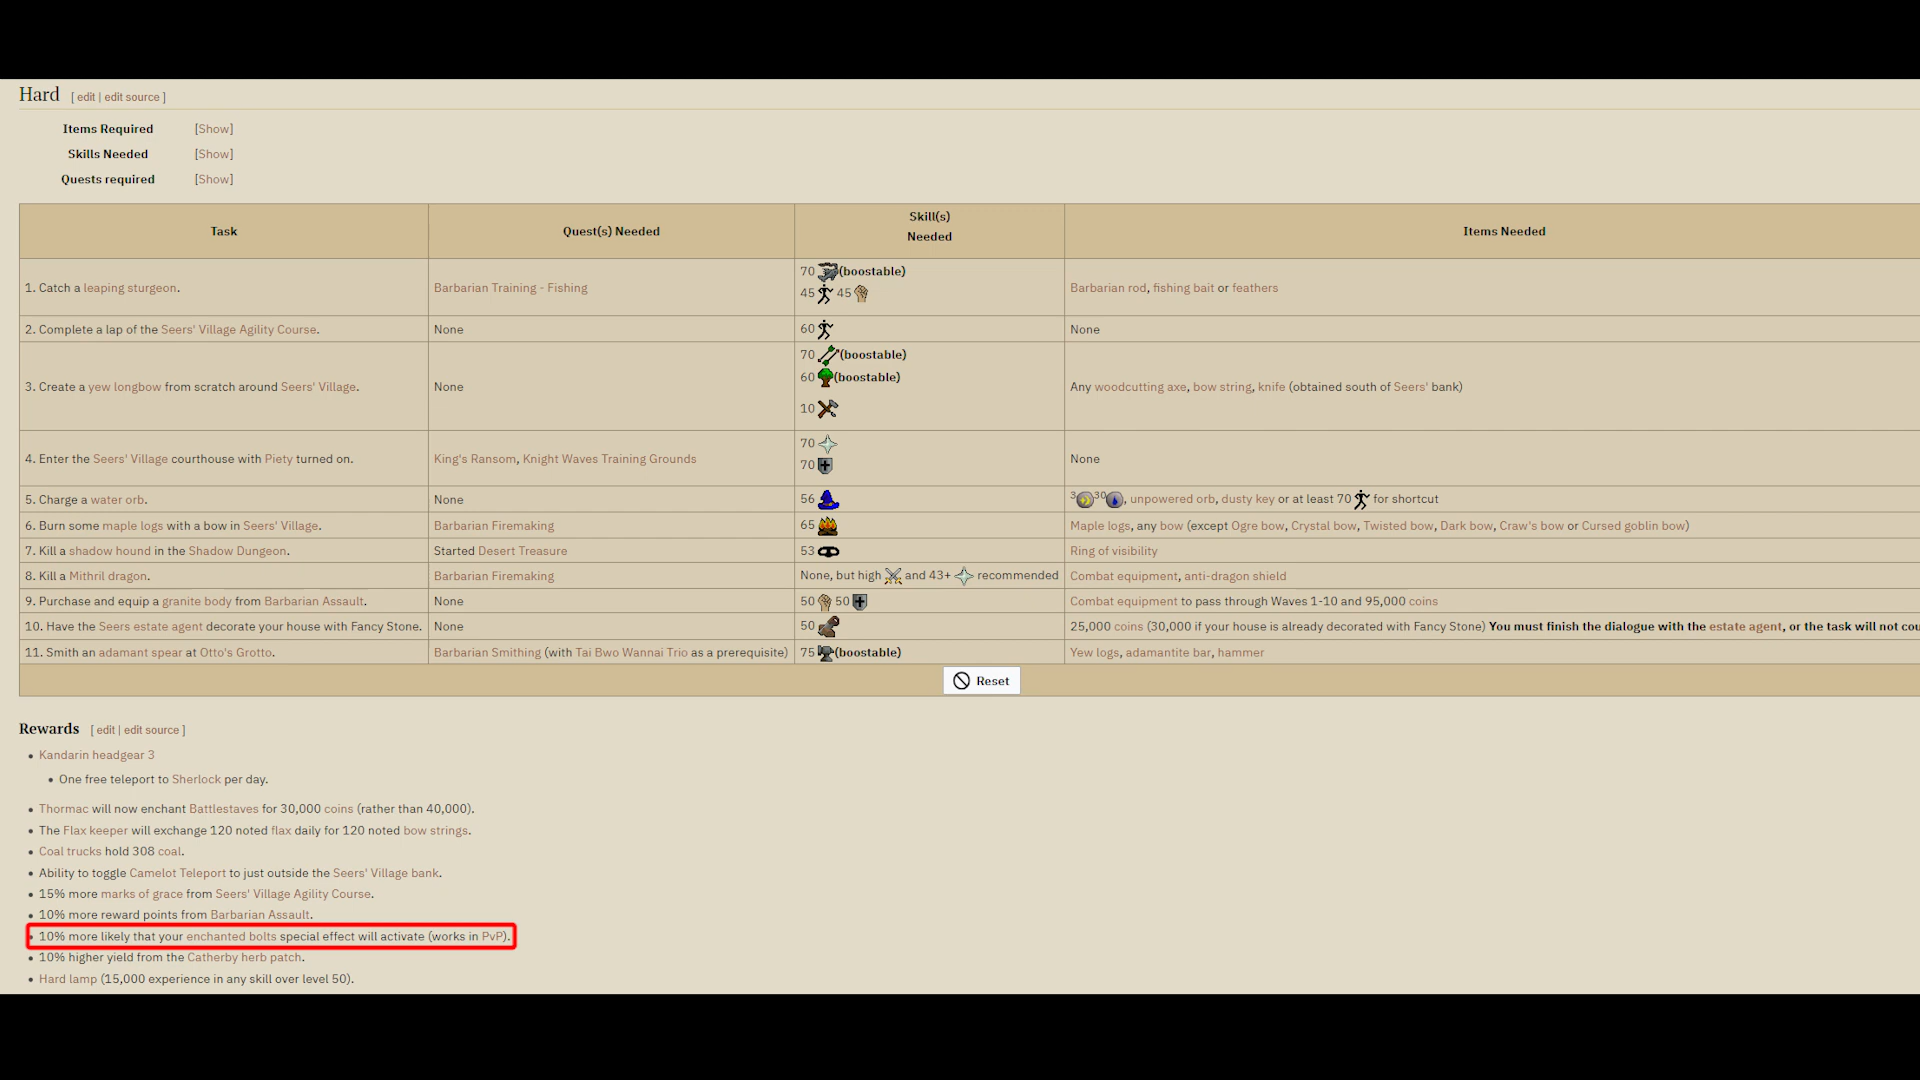 Hard [ edit | edit source ]
Items Required [Show]
Skills Needed [Show]
Quests required [Show]
Task Quest(s) Needed Skill(s) Needed Items Needed
1. Catch a leaping sturgeon. Barbarian Training - Fishing 70 (boostable) 45 45 Barbarian rod, fishing bait or feathers
2. Complete a lap of the Seers' Village Agility Course. None 60 None
3. Create a yew longbow from scratch around Seers' Village. None 70 (boostable) 60 (boostable) 10 Any woodcutting axe, bow string, knife (obtained south of Seers' bank)
4. Enter the Seers' Village courthouse with Piety turned on. King's Ransom, Knight Waves Training Grounds 70 70 None
5. Charge a water orb. None 56 3 30, unpowered orb, dusty key or at least 70 for shortcut
6. Burn some maple logs with a bow in Seers' Village. Barbarian Firemaking 65 Maple logs, any bow (except Ogre bow, Crystal bow, Twisted bow, Dark bow, Craw's bow or Cursed goblin bow)
7. Kill a shadow hound in the Shadow Dungeon. Started Desert Treasure 53 Ring of visibility
8. Kill a Mithril dragon. Barbarian Firemaking None, but high and 43+ recommended Combat equipment, anti-dragon shield
9. Purchase and equip a granite body from Barbarian Assault. None 50 50 Combat equipment to pass through Waves 1-10 and 95,000 coins
10. Have the Seers estate agent decorate your house with Fancy Stone. None 50 25,000 coins (30,000 if your house is already decorated with Fancy Stone) You must finish the dialogue with the estate agent, or the task will not cou
11. Smith an adamant spear at Otto's Grotto. Barbarian Smithing (with Tai Bwo Wannai Trio as a prerequisite) 75 (boostable) Yew logs, adamantite bar, hammer
Reset
Rewards [ edit | edit source ]
• Kandarin headgear 3
• One free teleport to Sherlock per day.
• Thormac will now enchant Battlestaves for 30,000 coins (rather than 40,000).
• The Flax keeper will exchange 120 noted flax daily for 120 noted bow strings.
• Coal trucks hold 308 coal.
• Ability to toggle Camelot Teleport to just outside the Seers' Village bank.
• 15% more marks of grace from Seers' Village Agility Course.
• 10% more reward points from Barbarian Assault.
• 10% more likely that your enchanted bolts special effect will activate (works in PvP).
• 10% higher yield from the Catherby herb patch.
• Hard lamp (15,000 experience in any skill over level 50).